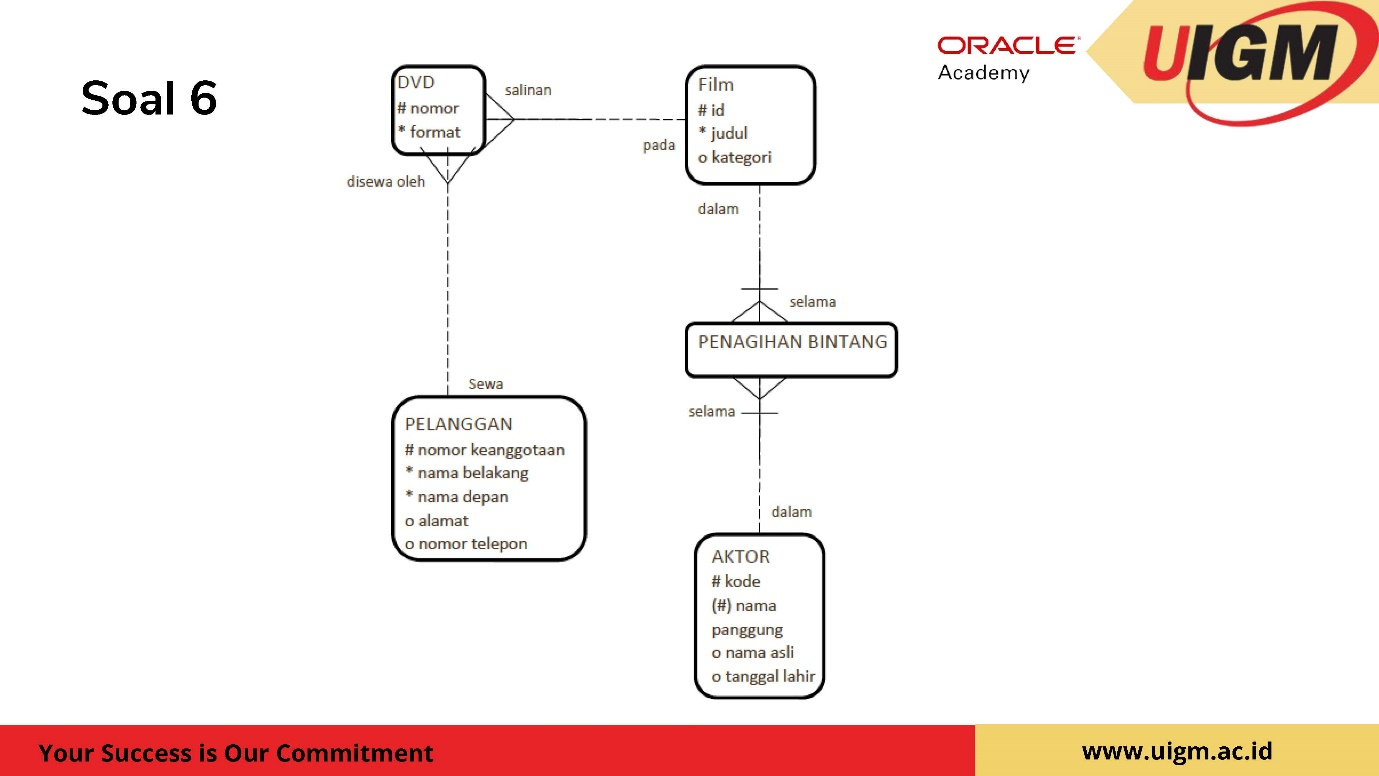 Soal 6
ORACLE
Academy
UIGM
DVD
# nomor
* format
salinan
pada
disewa oleh
Film
# id
* judul
o kategori
dalam
selama
PENAGIHAN BINTANG
selama
dalam
Sewa
PELANGGAN
# nomor keanggotaan
* nama belakang
* nama depan
o alamat
o nomor telepon
AKTOR
# kode
(#) nama
panggung
o nama asli
o tanggal lahir
Your Success is Our Commitment
www.uigm.ac.id